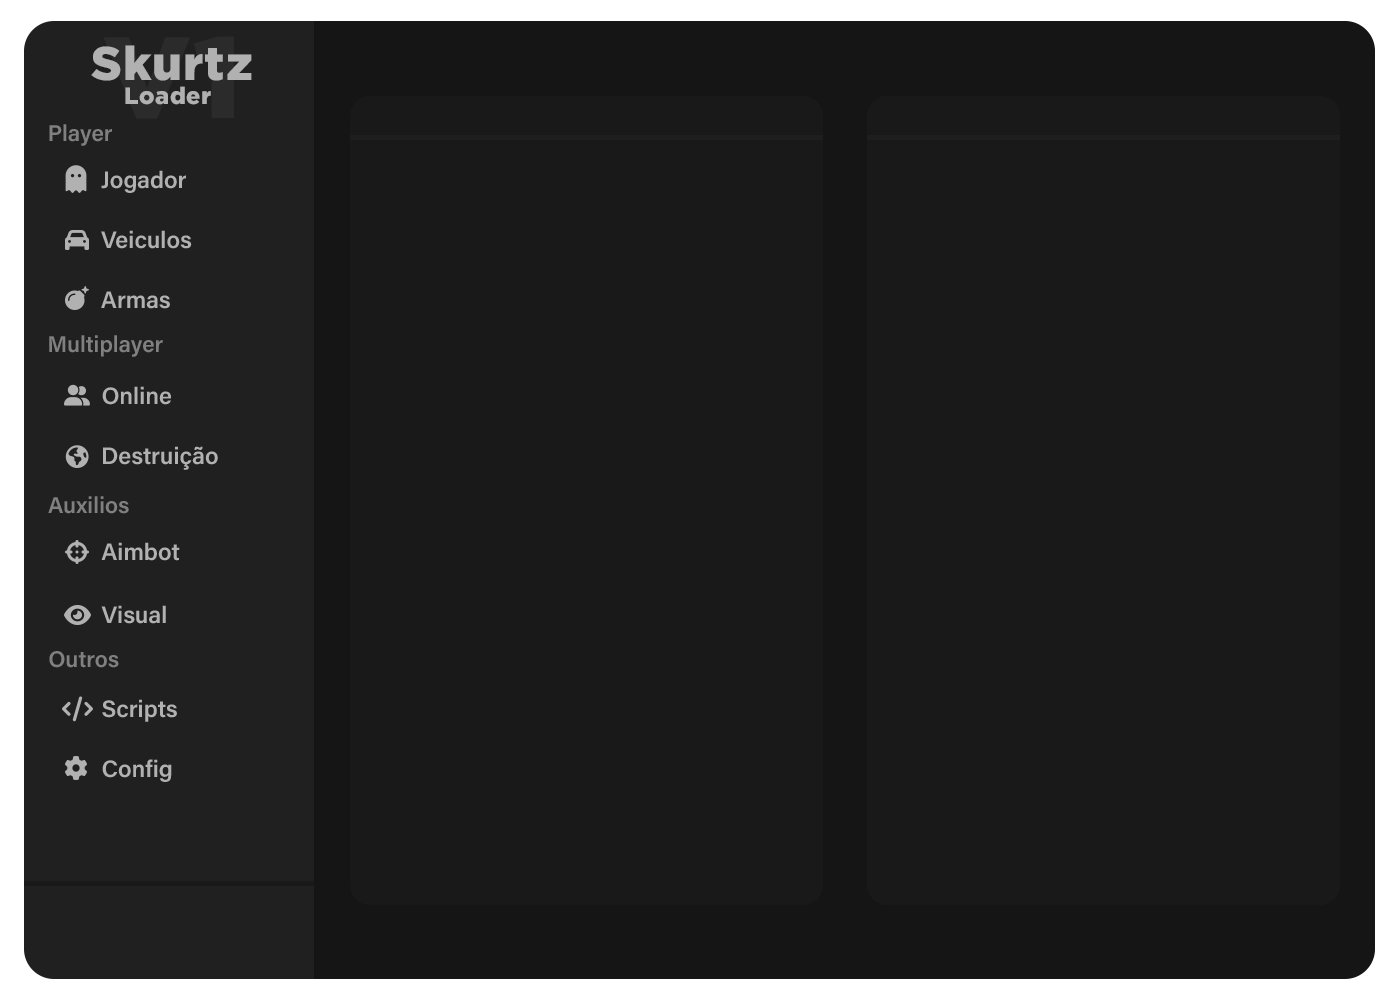 V1
Skurtz
Loader
Player
Jogador
Veiculos
Armas
Multiplayer
Online
Destruição
Auxilios
Aimbot
Visual
Outros
Scripts
Config